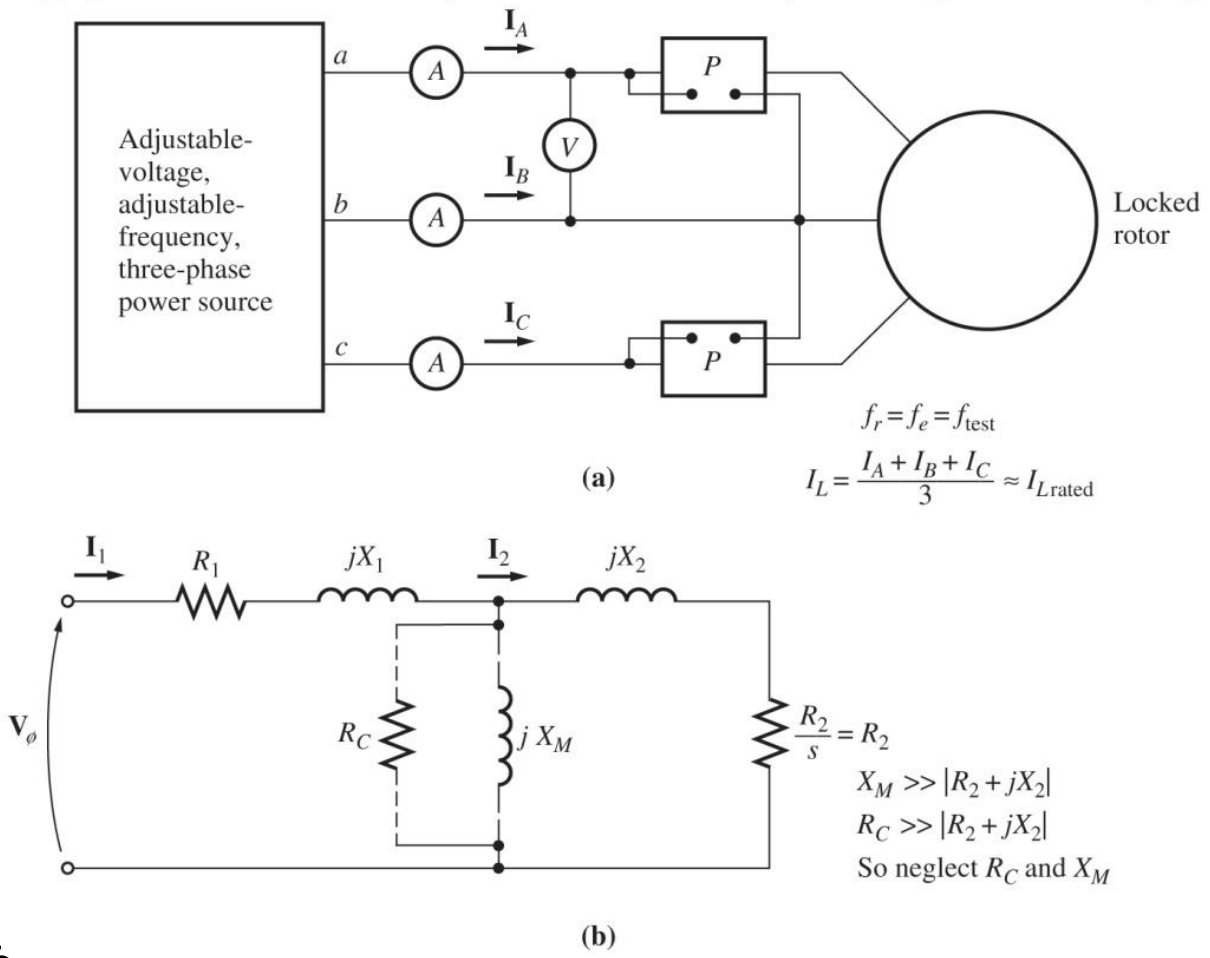 I_A
a
A
P
Adjustable-
voltage,
adjustable-
frequency,
three-phase
power source
V
I_B
b
A
Locked
rotor
I_C
c
A
P
f_r = f_e = f_test
I_L = (I_A + I_B + I_C)/3 ≈ I_L rated
(a)
I_1
R_1
jX_1
I_2
jX_2
V_ø
R_C
j X_M
R_2/s = R_2
X_M >> |R_2 + jX_2|
R_C >> |R_2 + jX_2|
So neglect R_C and X_M
(b)